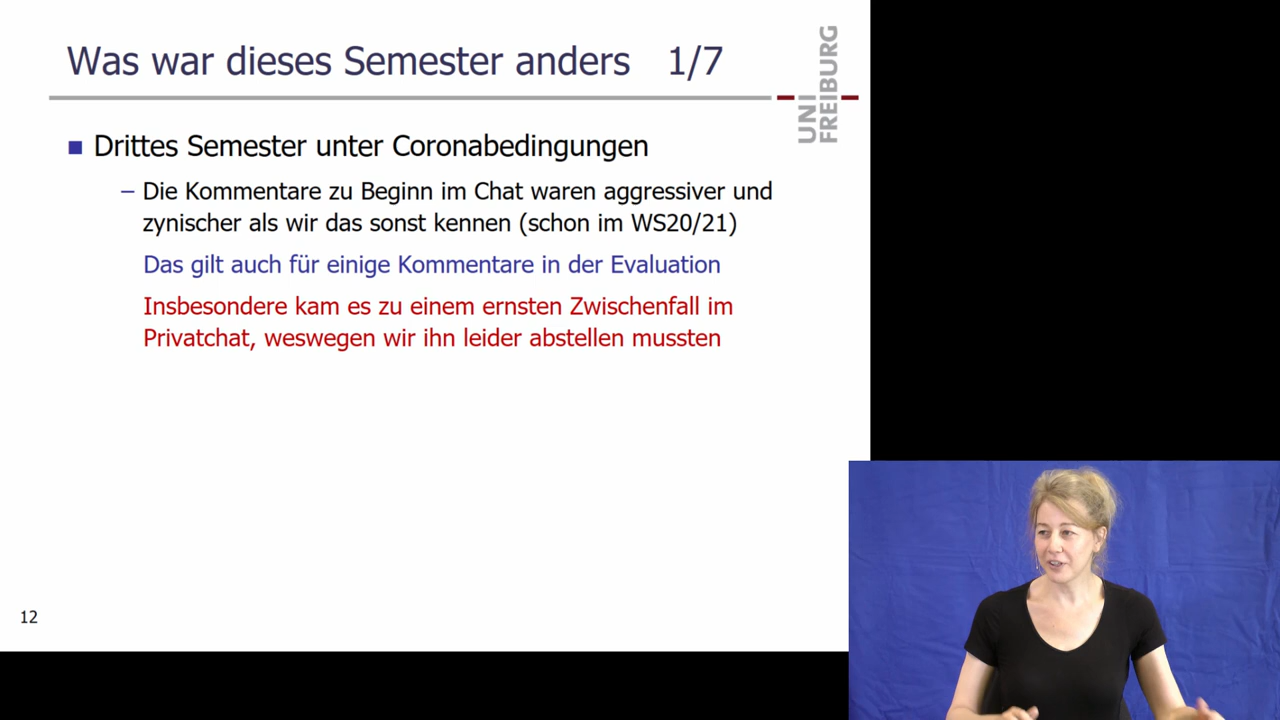 Was war dieses Semester anders 1/7
UNI
FREIBURG
■ Drittes Semester unter Coronabedingungen
– Die Kommentare zu Beginn im Chat waren aggressiver und
zynischer als wir das sonst kennen (schon im WS20/21)
Das gilt auch für einige Kommentare in der Evaluation
Insbesondere kam es zu einem ernsten Zwischenfall im
Privatchat, weswegen wir ihn leider abstellen mussten
12